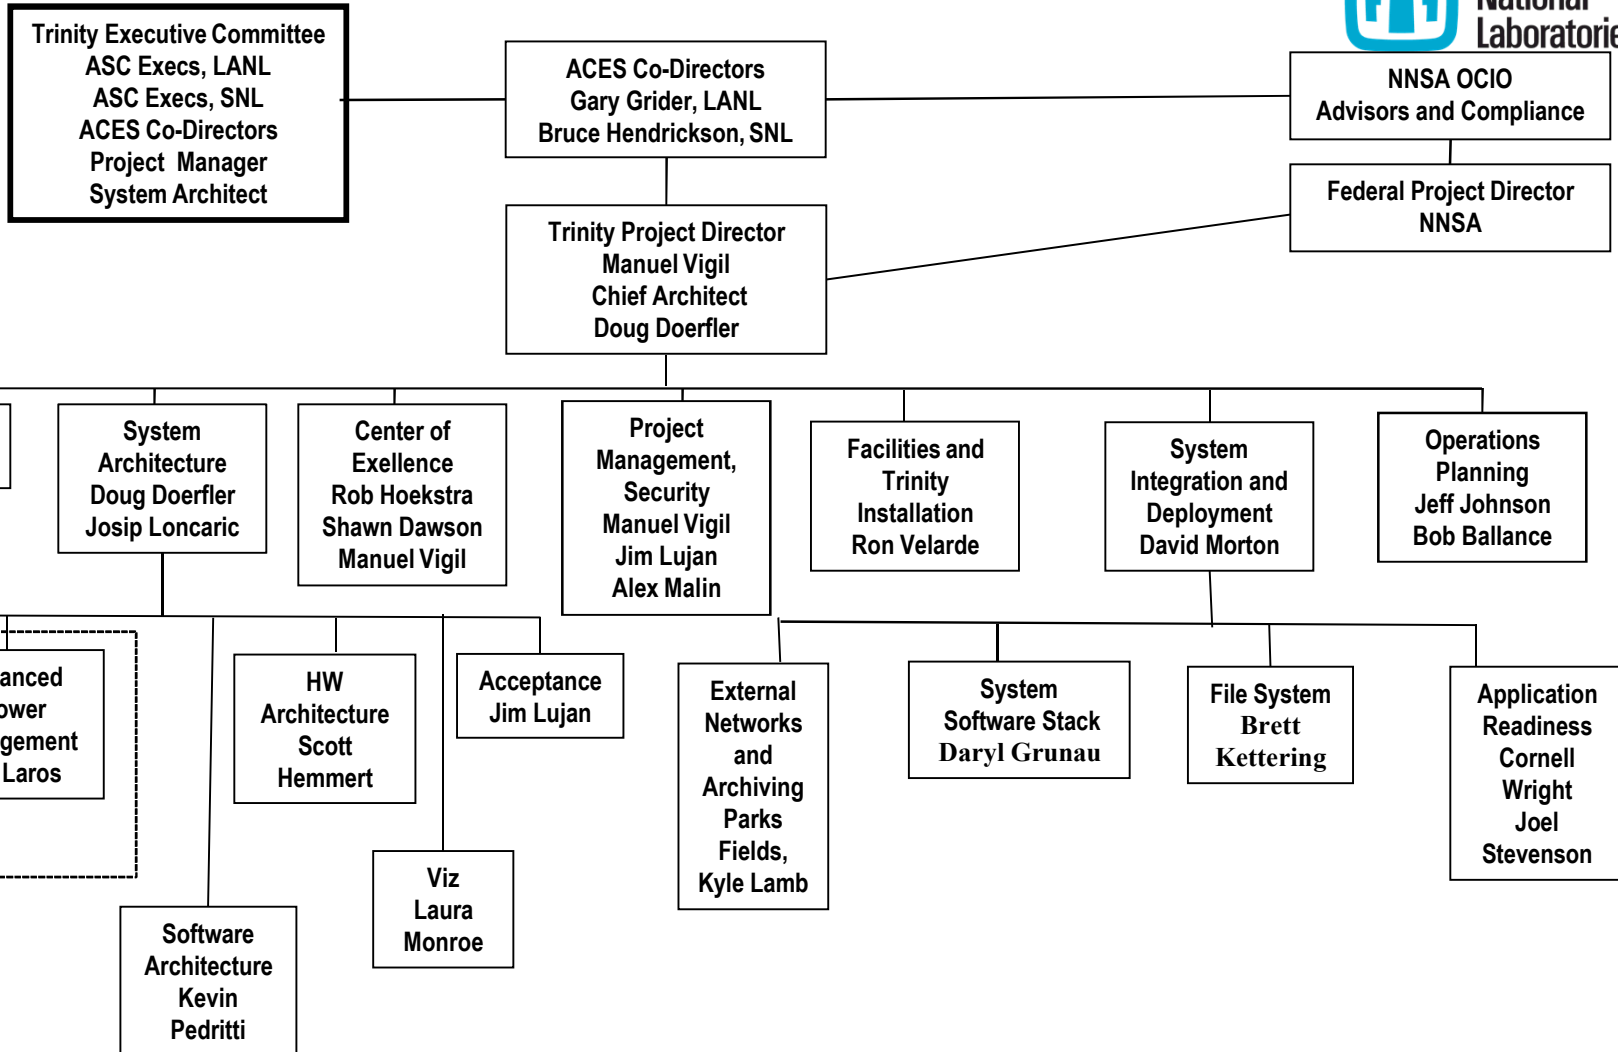 National
Laboratorie
Trinity Executive Committee
ASC Execs, LANL
ASC Execs, SNL
ACES Co-Directors
Project Manager
System Architect
ACES Co-Directors
Gary Grider, LANL
Bruce Hendrickson, SNL
NNSA OCIO
Advisors and Compliance
Federal Project Director
NNSA
Trinity Project Director
Manuel Vigil
Chief Architect
Doug Doerfler
System
Architecture
Doug Doerfler
Josip Loncaric
Center of
Exellence
Rob Hoekstra
Shawn Dawson
Manuel Vigil
Project
Management,
Security
Manuel Vigil
Jim Lujan
Alex Malin
Facilities and
Trinity
Installation
Ron Velarde
System
Integration and
Deployment
David Morton
Operations
Planning
Jeff Johnson
Bob Ballance
anced
ower
gement
Laros
Software
Architecture
Kevin
Pedritti
HW
Architecture
Scott
Hemmert
Viz
Laura
Monroe
Acceptance
Jim Lujan
External
Networks
and
Archiving
Parks
Fields,
Kyle Lamb
System
Software Stack
Daryl Grunau
File System
Brett
Kettering
Application
Readiness
Cornell
Wright
Joel
Stevenson